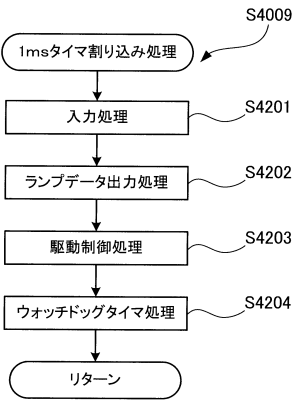 S4009
1msタイマ割り込み処理
入力処理
S4201
ランプデータ出力処理
S4202
駆動制御処理
S4203
ウォッチドッグタイマ処理
S4204
リターン